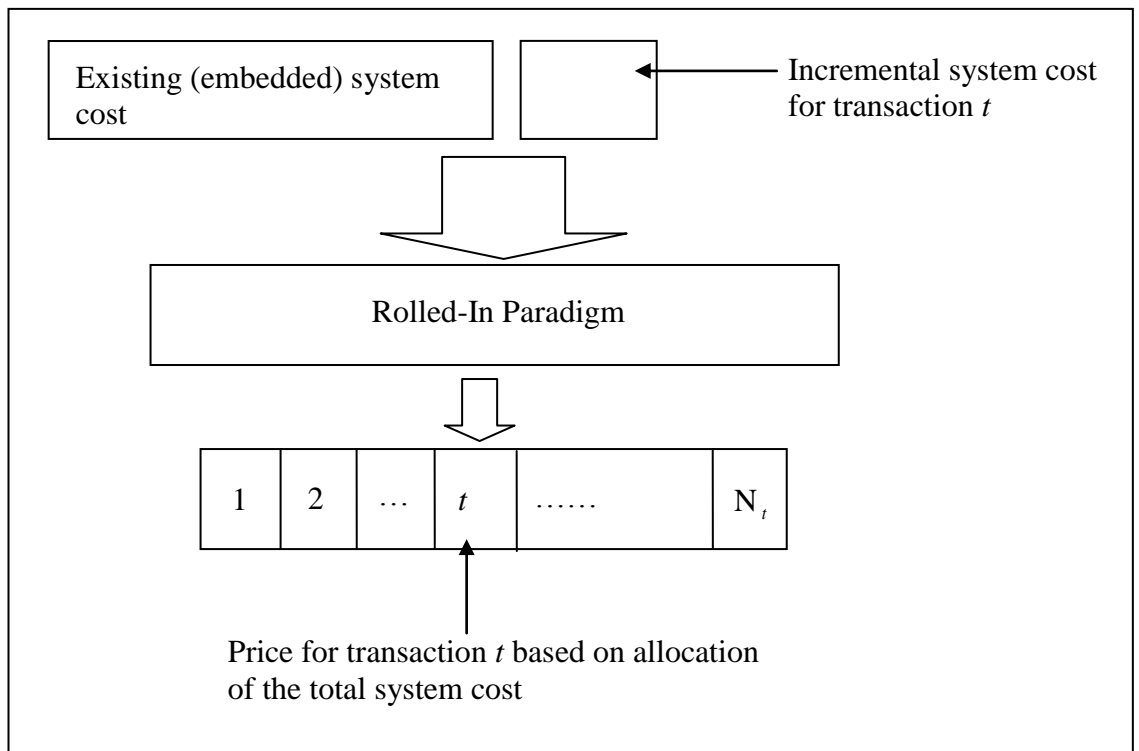 Existing (embedded) system
cost
Incremental system cost
for transaction t
Rolled-In Paradigm
1 2 … t …… N t
Price for transaction t based on allocation
of the total system cost